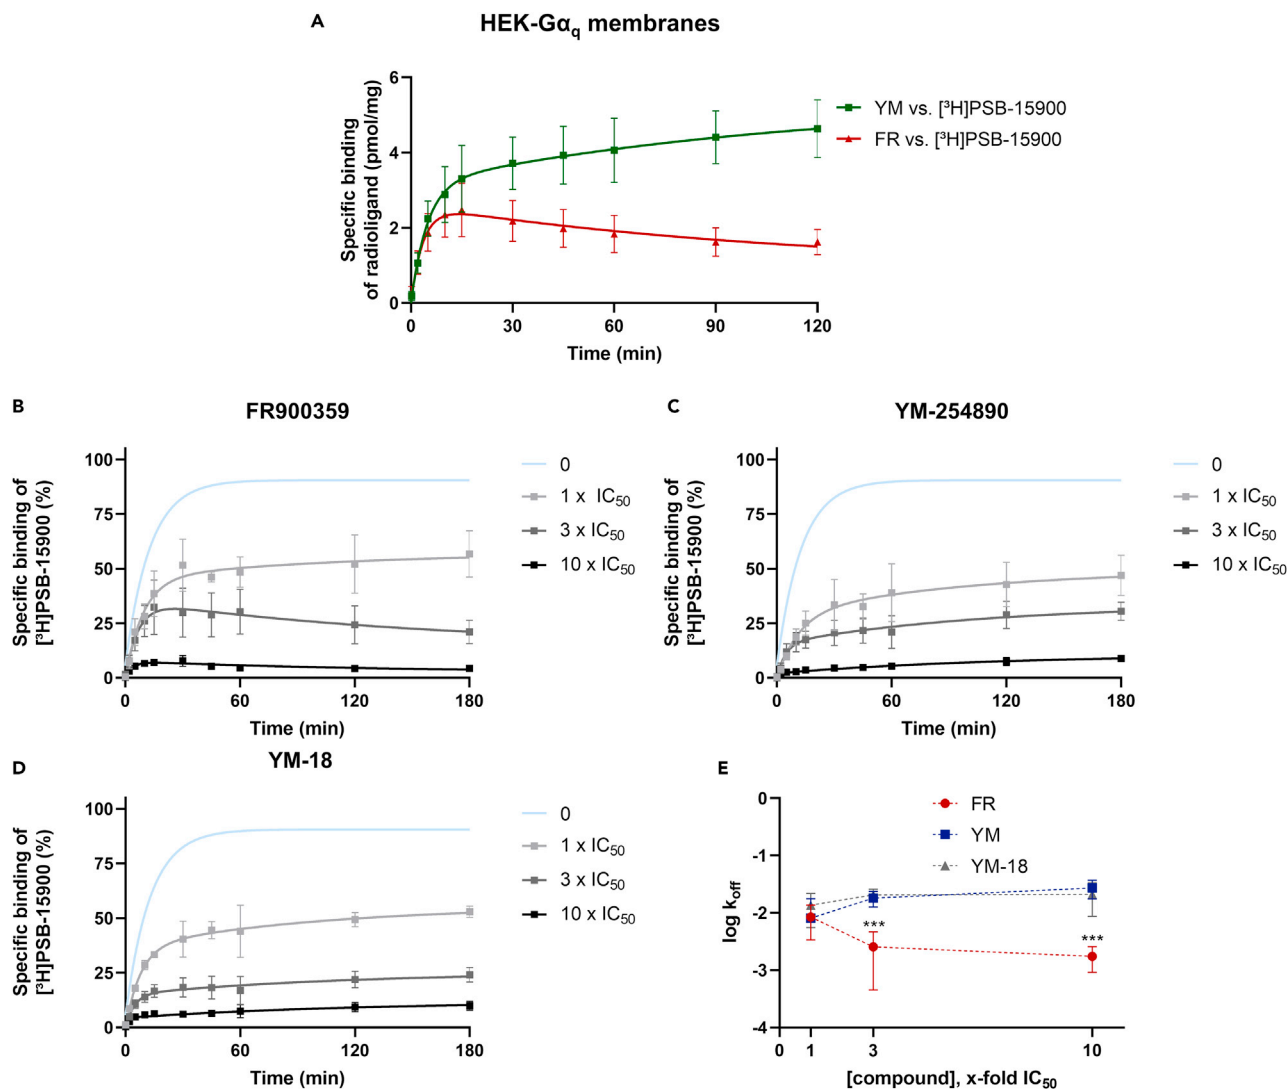 A
HEK-Gαq membranes
Specific binding
of radioligand (pmol/mg)
6
4
2
0
0 30 60 90 120
Time (min)
YM vs. [³H]PSB-15900
FR vs. [³H]PSB-15900
B
FR900359
Specific binding of
[³H]PSB-15900 (%)
100
75
50
25
0
0 60 120 180
Time (min)
0
1 x IC50
3 x IC50
10 x IC50
C
YM-254890
Specific binding of
[³H]PSB-15900 (%)
100
75
50
25
0
0 60 120 180
Time (min)
0
1 x IC50
3 x IC50
10 x IC50
D
YM-18
Specific binding of
[³H]PSB-15900 (%)
100
75
50
25
0
0 60 120 180
Time (min)
0
1 x IC50
3 x IC50
10 x IC50
E
log koff
0
-1
-2
-3
-4
0 1 3 10
[compound], x-fold IC50
FR
YM
YM-18
***
***